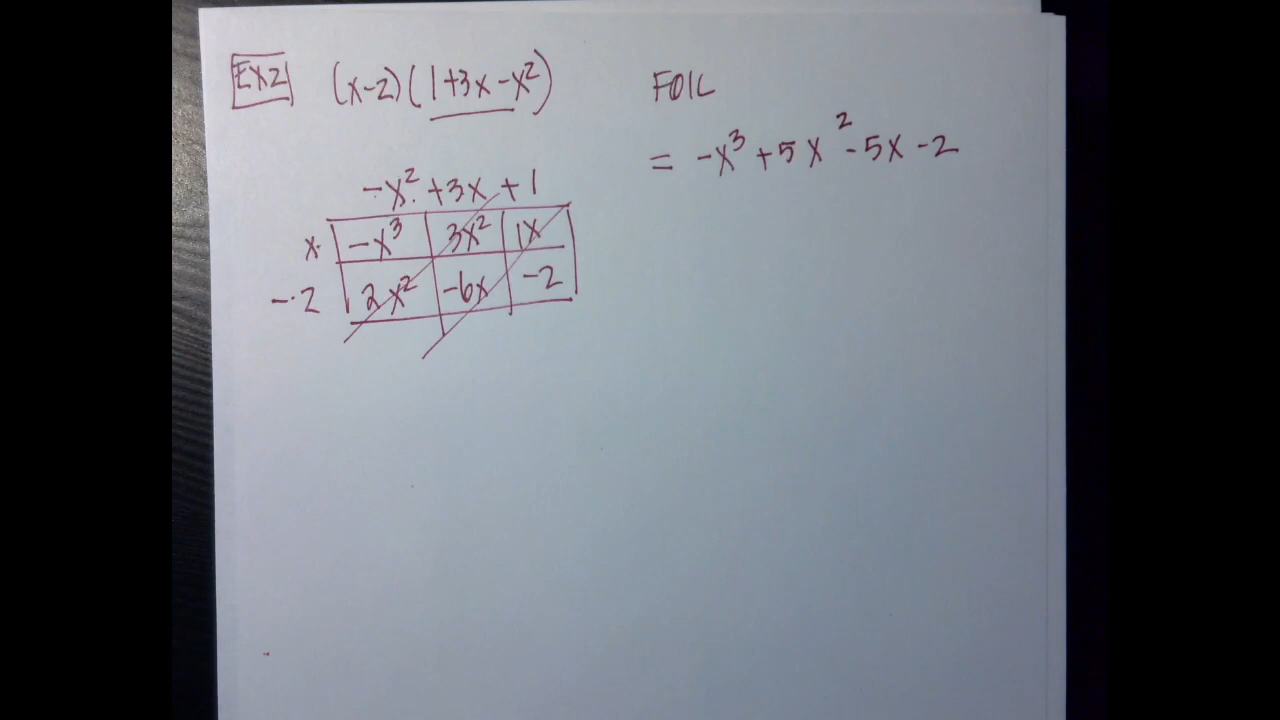 EX2 (x-2)(1+3x-x²) FOIL
= -x³ +5x² -5x -2
-x² +3x +1
x -x³ 3x² 1x
-2 2x² -6x -2